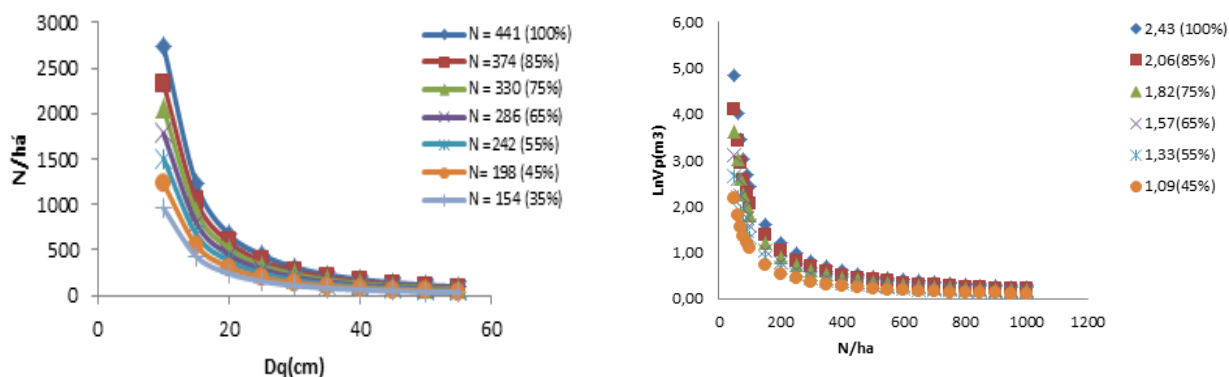 3000
2500
2000
1500
1000
500
0
N/há
0
20
40
60
Dq(cm)
N = 441 (100%)
N =374 (85%)
N = 330 (75%)
N = 286 (65%)
N =242 (55%)
N= 198 (45%)
N = 154 (35%)
6,00
5,00
4,00
3,00
2,00
1,00
0,00
LnVp(m3)
0
200
400
600
800
1000
1200
N/ha
2,43 (100%)
2,06(85%)
1,82(75%)
1,57(65%)
1,33(55%)
1,09(45%)